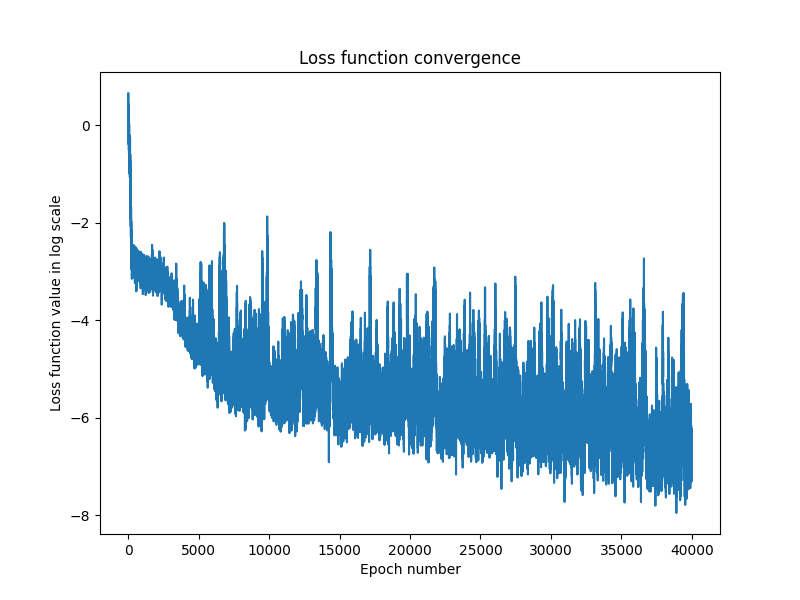 Loss function convergence
Loss function value in log scale
0
−2
−4
−6
−8
0 5000 10000 15000 20000 25000 30000 35000 40000
Epoch number